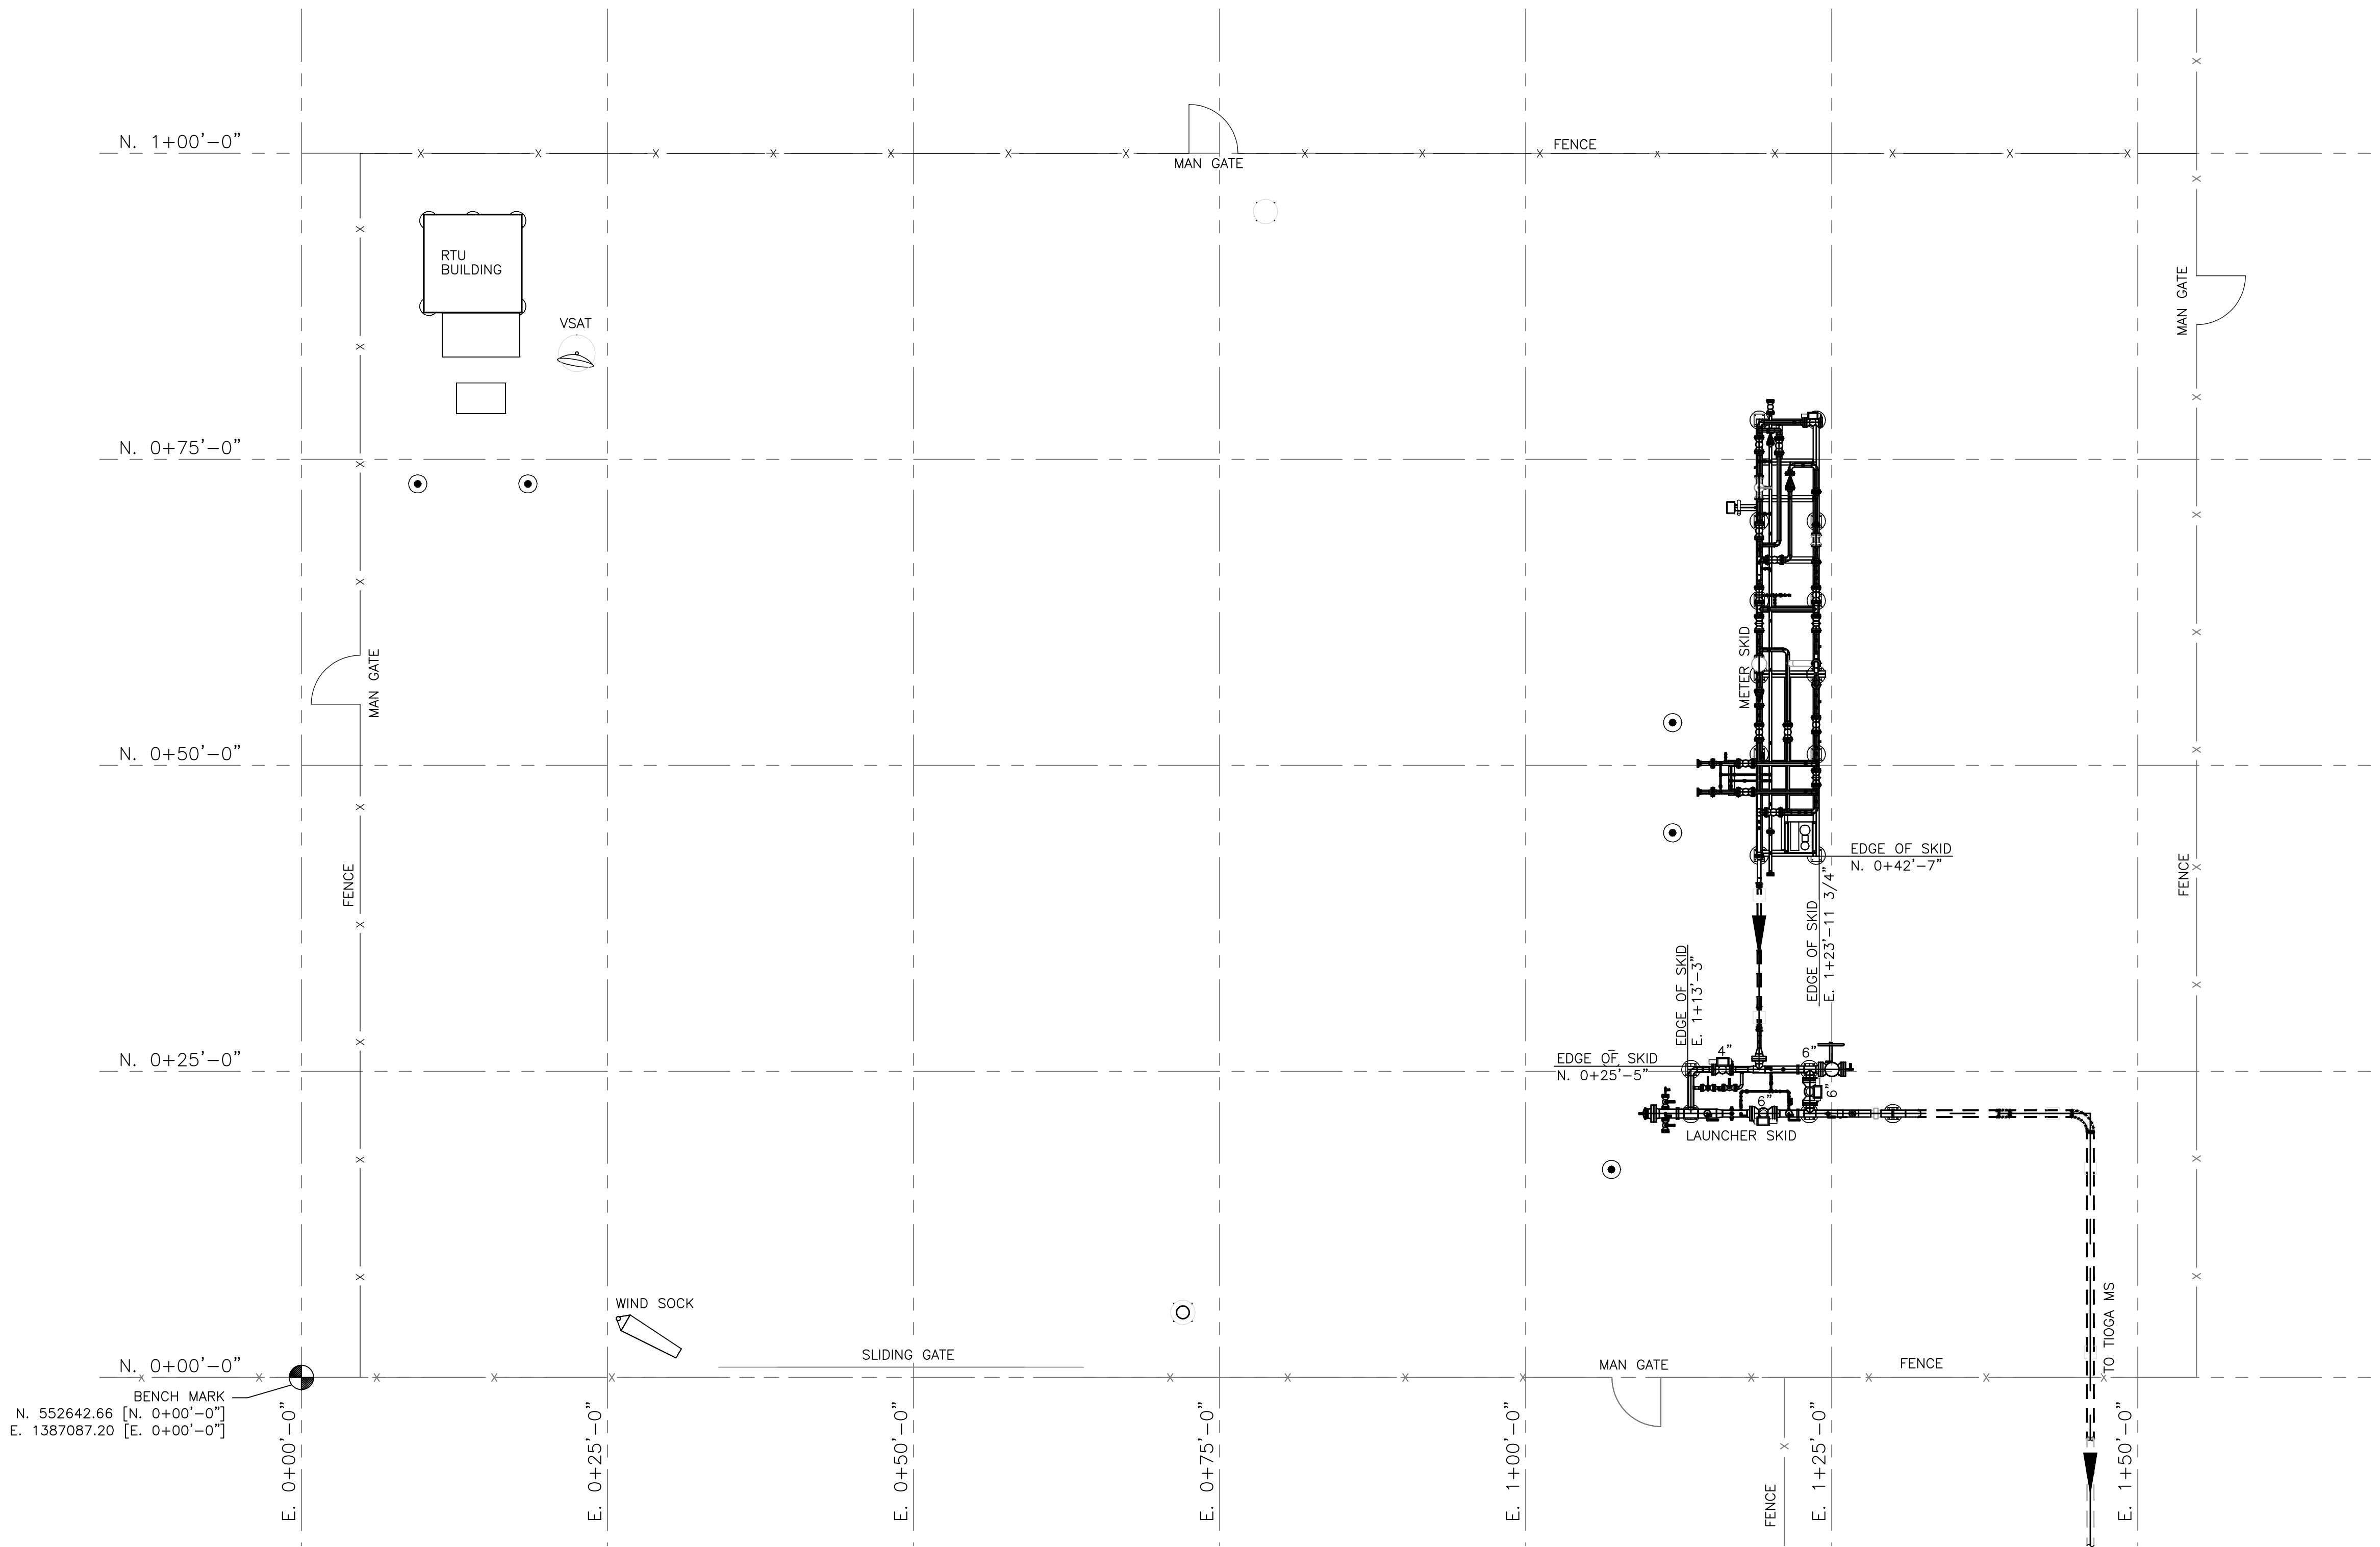 N. 1+00'-0"
FENCE
MAN GATE
RTU
BUILDING
VSAT
MAN GATE
N. 0+75'-0"
METER SKID
MAN GATE
N. 0+50'-0"
EDGE OF SKID
N. 0+42'-7"
FENCE
FENCE
EDGE OF SKID
E. 1+23'-11 3/4"
EDGE OF SKID
E. 1+13'-3"
N. 0+25'-0"
EDGE OF SKID
N. 0+25'-5"
4"
6"
6"
6"
LAUNCHER SKID
WIND SOCK
SLIDING GATE
TO TIOGA MS
N. 0+00'-0"
MAN GATE
FENCE
BENCH MARK
N. 552642.66 [N. 0+00'-0"]
E. 1387087.20 [E. 0+00'-0"]
E. 0+00'-0"
E. 0+25'-0"
E. 0+50'-0"
E. 0+75'-0"
E. 1+00'-0"
FENCE
E. 1+25'-0"
E. 1+50'-0"